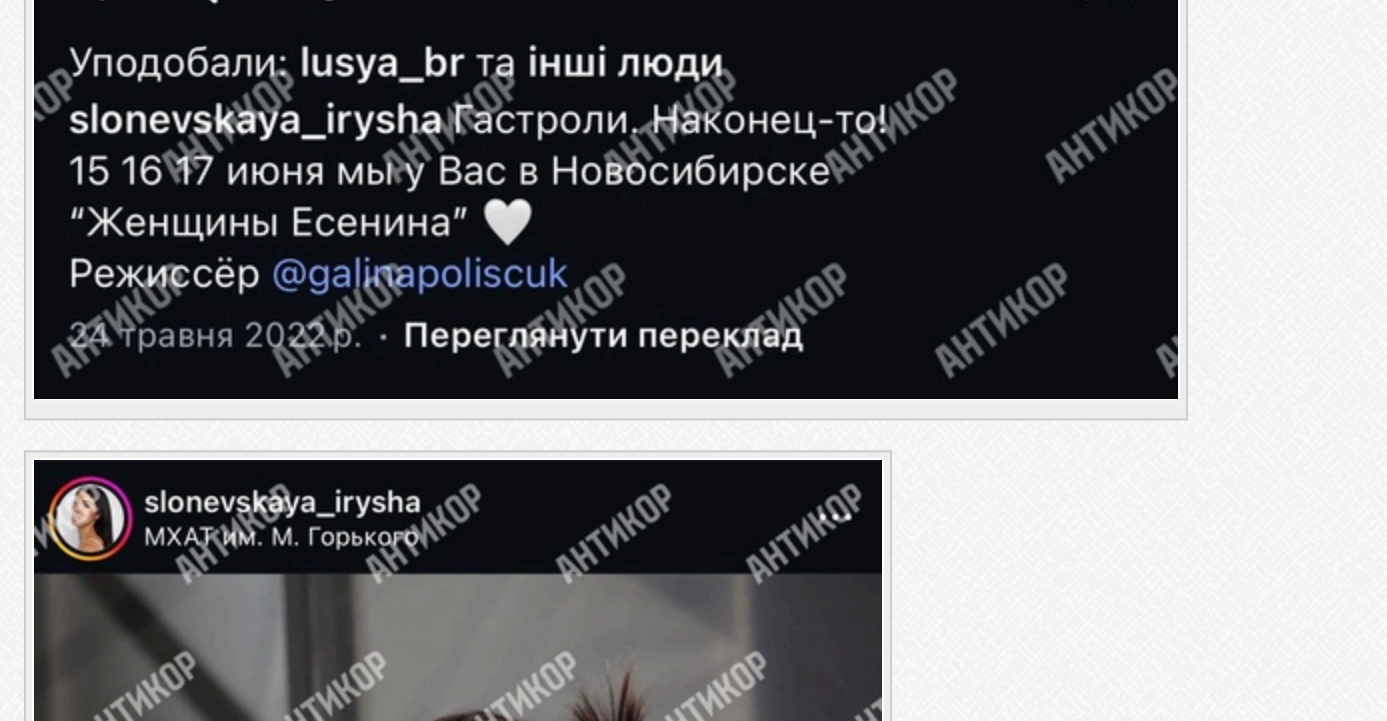 Уподобали: lusya_br та інші люди
slonevskaya_irysha Гастроли. Наконец-то!
15 16 17 июня мы у Вас в Новосибирске
“Женщины Есенина” 🤍
Режиссёр @galinapoliscuk
24 травня 2022 р. · Переглянути переклад
slonevskaya_irysha
МХАТ им. М. Горького
АНТИКОР